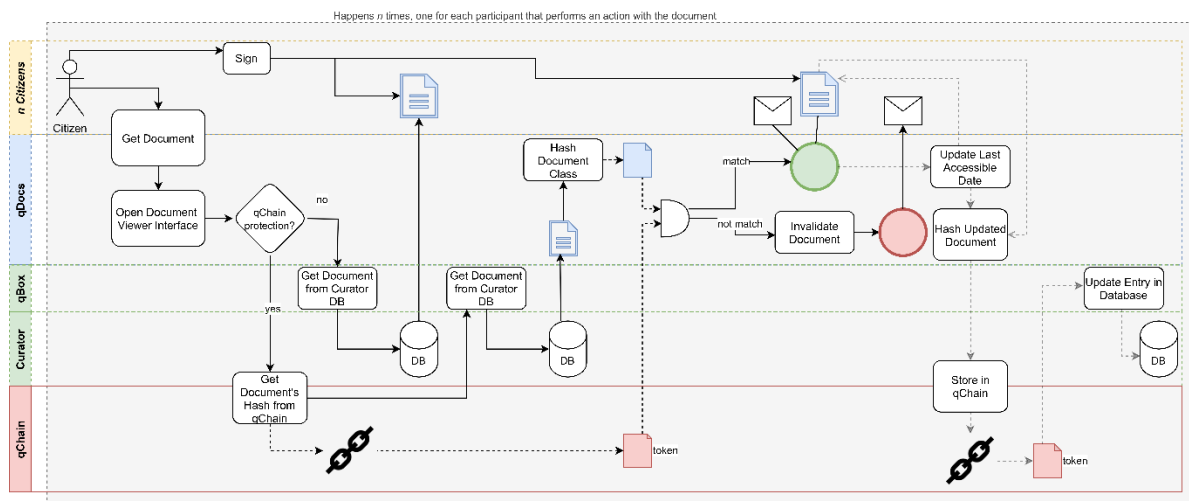 Happens n times, one for each participant that performs an action with the document
n Citizens
Citizen
Sign
Get Document
qDocs
Open Document
Viewer Interface
qChain
protection?
no
yes
Hash
Document
Class
match
not match
Invalidate
Document
Update Last
Accessible
Date
Hash Updated
Document
qBox
Get Document
from Curator
DB
Get Document
from Curator
DB
Update Entry in
Database
Curator
DB
DB
DB
qChain
Get
Document's
Hash from
qChain
token
Store in
qChain
token